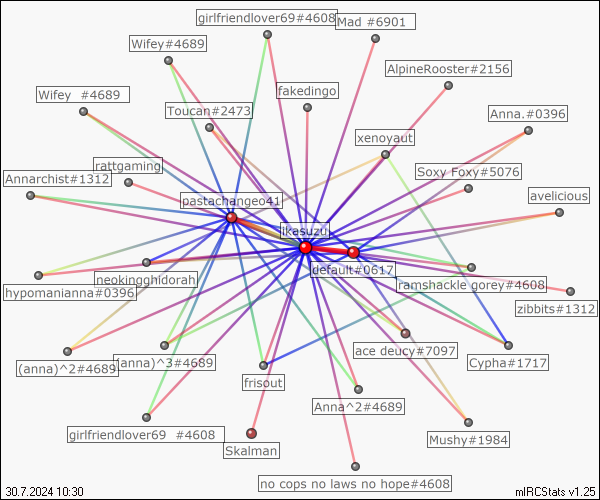 girlfriendlover69#4608
Mad #6901
Wifey#4689
AlpineRooster#2156
fakedingo
Wifey  #4689
Toucan#2473
Anna.#0396
xenoyaut
rattgaming
Annarchist#1312
Soxy Foxy#5076
avelicious
pastachangeo41
ikasuzu
default#0617
neokingghidorah
hypomanianna#0396
ramshackle gorey#4608
zibbits#1312
(anna)^2#4689
(anna)^3#4689
ace deucy#7097
Cypha#1717
frisout
Anna^2#4689
girlfriendlover69  #4608
Mushy#1984
Skalman
no cops no laws no hope#4608
30.7.2024 10:30
mIRCStats v1.25